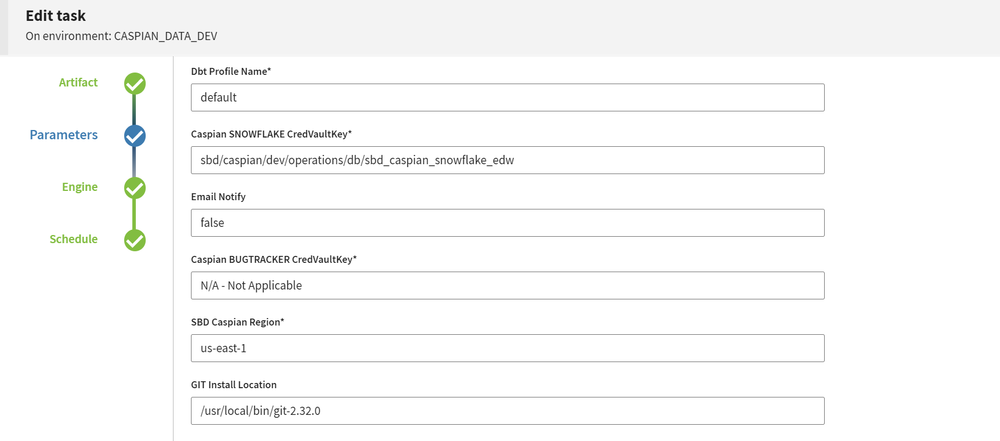 Edit task
On environment: CASPIAN_DATA_DEV
Artifact
Parameters
Engine
Schedule
Dbt Profile Name*
default
Caspian SNOWFLAKE CredVaultKey*
sbd/caspian/dev/operations/db/sbd_caspian_snowflake_edw
Email Notify
false
Caspian BUGTRACKER CredVaultKey*
N/A - Not Applicable
SBD Caspian Region*
us-east-1
GIT Install Location
/usr/local/bin/git-2.32.0